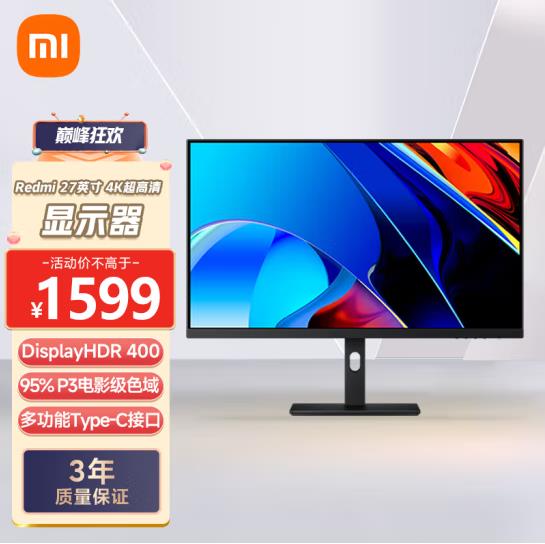 mi
巅峰狂欢
Redmi 27英寸 4K超高清
显示器
-活动价不高于-
¥1599
DisplayHDR 400
95% P3电影级色域
多功能Type-C接口
3年
质量保证